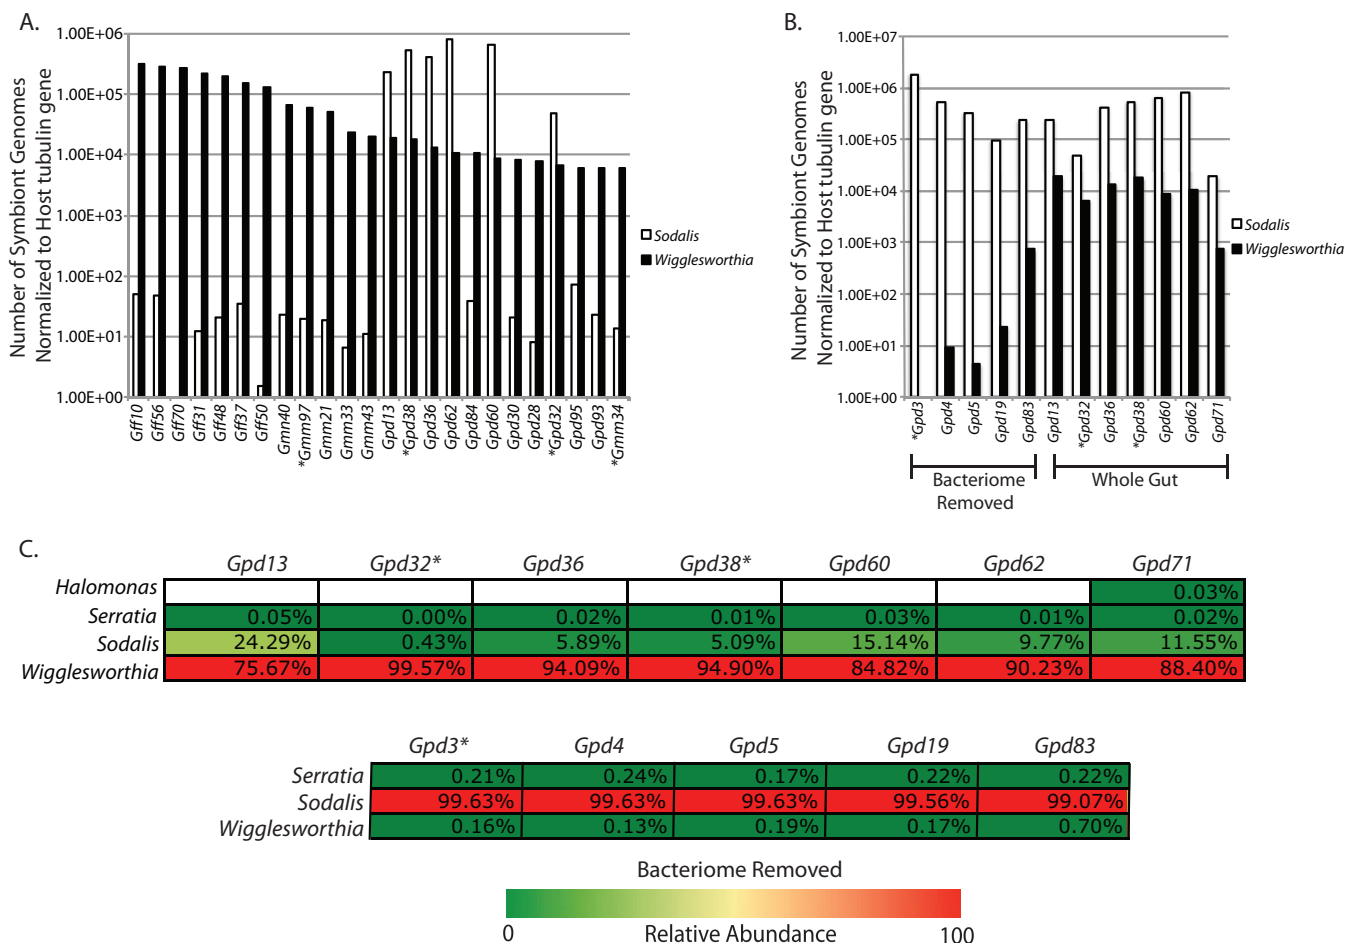 A.
Number of Symbiont Genomes
Normalized to Host tubulin gene
1.00E+06
1.00E+05
1.00E+04
1.00E+03
1.00E+02
1.00E+01
1.00E+00
Gff10
Gff56
Gff70
Gff31
Gff48
Gff37
Gff50
Gmn40
*Gmm97
Gmm21
Gmm33
Gmm43
Gpd13
*Gpd38
Gpd36
Gpd62
Gpd84
Gpd60
Gpd30
Gpd28
*Gpd32
Gpd95
Gpd93
*Gmm34
Sodalis
Wigglesworthia
B.
Number of Symbiont Genomes
Normalized to Host tubulin gene
1.00E+07
1.00E+06
1.00E+05
1.00E+04
1.00E+03
1.00E+02
1.00E+01
1.00E+00
*Gpd3
Gpd4
Gpd5
Gpd19
Gpd83
Gpd13
*Gpd32
Gpd36
*Gpd38
Gpd60
Gpd62
Gpd71
Bacteriome
Removed
Whole Gut
Sodalis
Wigglesworthia
C.
Gpd13 Gpd32* Gpd36 Gpd38* Gpd60 Gpd62 Gpd71
Halomonas 0.03%
Serratia 0.05% 0.00% 0.02% 0.01% 0.03% 0.01% 0.02%
Sodalis 24.29% 0.43% 5.89% 5.09% 15.14% 9.77% 11.55%
Wigglesworthia 75.67% 99.57% 94.09% 94.90% 84.82% 90.23% 88.40%
Gpd3* Gpd4 Gpd5 Gpd19 Gpd83
Serratia 0.21% 0.24% 0.17% 0.22% 0.22%
Sodalis 99.63% 99.63% 99.63% 99.56% 99.07%
Wigglesworthia 0.16% 0.13% 0.19% 0.17% 0.70%
Bacteriome Removed
0 Relative Abundance 100